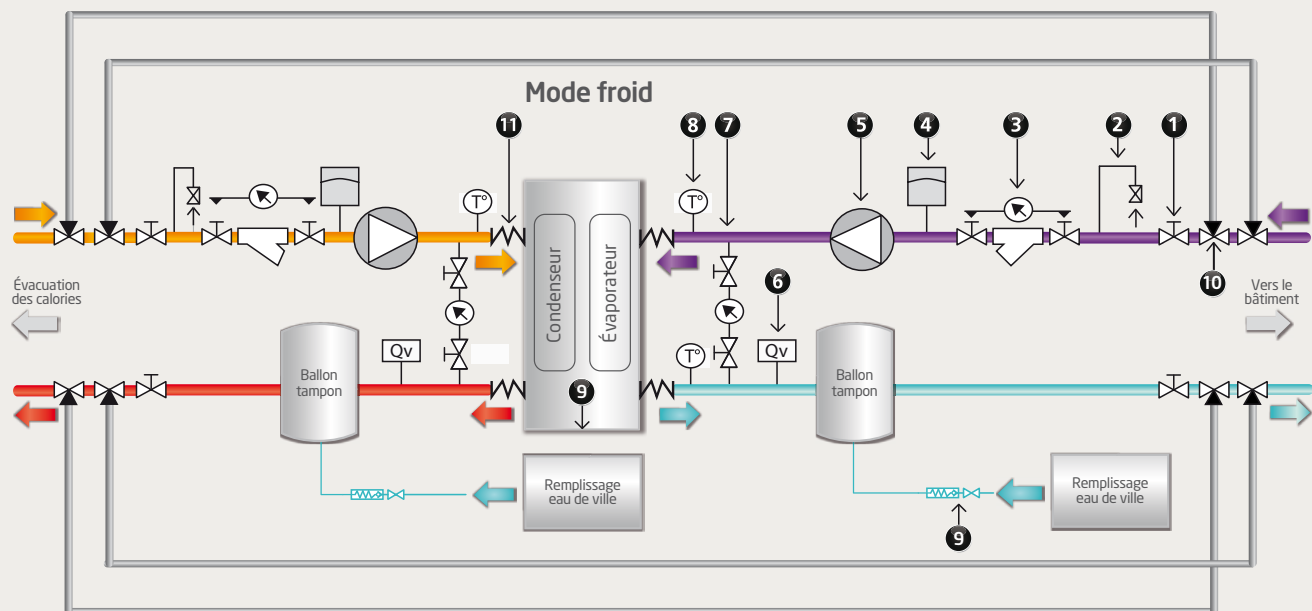 Mode froid
11
8
7
5
4
3
2
1
T°
T°
Évacuation
des calories
Condenseur
Évaporateur
6
10
Vers le
bâtiment
Ballon
tampon
Qv
9
T°
Qv
Ballon
tampon
Remplissage
eau de ville
9
Remplissage
eau de ville